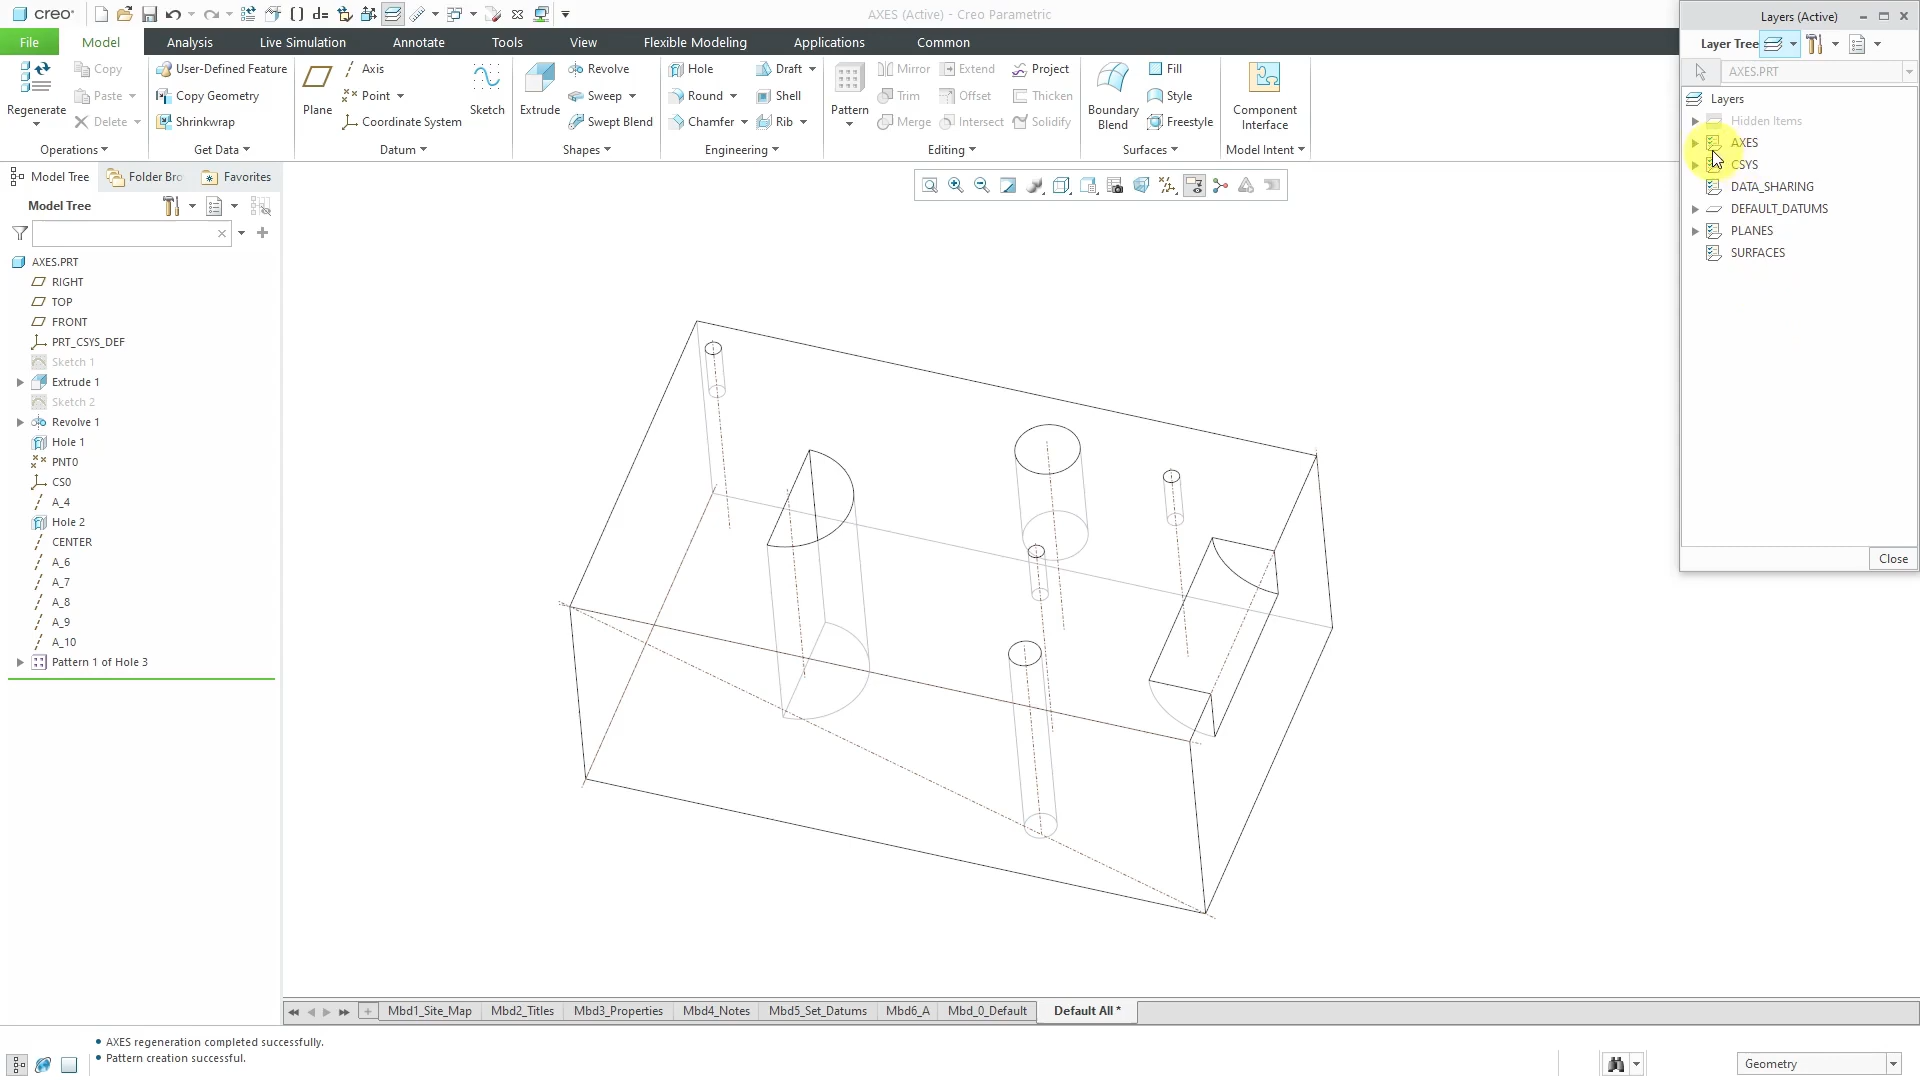 creo®
AXES (Active) - Creo Parametric
File
Model
Analysis
Live Simulation
Annotate
Tools
View
Flexible Modeling
Applications
Common
Regenerate
Copy
Paste
Delete
Operations
User-Defined Feature
Copy Geometry
Shrinkwrap
Get Data
Plane
Axis
Point
Coordinate System
Sketch
Datum
Extrude
Revolve
Sweep
Swept Blend
Shapes
Hole
Round
Chamfer
Draft
Shell
Rib
Engineering
Pattern
Mirror
Trim
Merge
Extend
Offset
Intersect
Project
Thicken
Solidify
Editing
Boundary
Blend
Fill
Style
Freestyle
Surfaces
Component
Interface
Model Intent
Model Tree
Folder Bro
Favorites
Model Tree
AXES.PRT
RIGHT
TOP
FRONT
PRT_CSYS_DEF
Sketch 1
Extrude 1
Sketch 2
Revolve 1
Hole 1
PNT0
CS0
A_4
Hole 2
CENTER
A_6
A_7
A_8
A_9
A_10
Pattern 1 of Hole 3
Layers (Active)
Layer Tree
AXES.PRT
Layers
Hidden Items
AXES
CSYS
DATA_SHARING
DEFAULT_DATUMS
PLANES
SURFACES
Close
Mbd1_Site_Map
Mbd2_Titles
Mbd3_Properties
Mbd4_Notes
Mbd5_Set_Datums
Mbd6_A
Mbd_0_Default
Default All *
• AXES regeneration completed successfully.
• Pattern creation successful.
Geometry